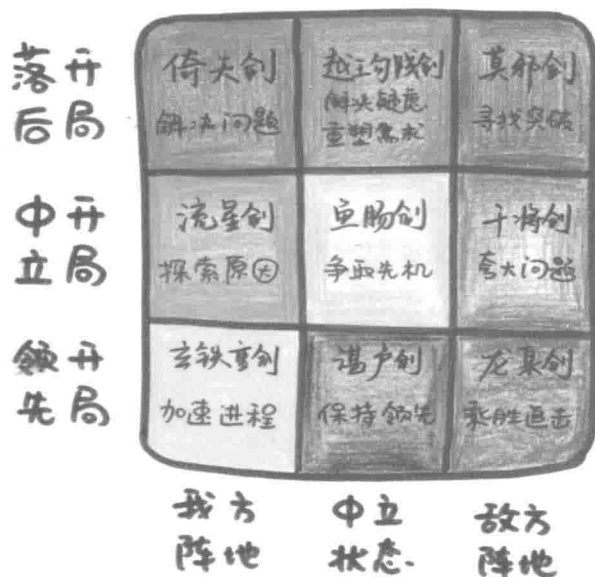 落后 开局
倚天剑
解决问题
越王勾践剑
解决疑虑
重塑需求
莫邪剑
寻找突破
中立 开局
流星剑
探索原因
鱼肠剑
争取先机
干将剑
夸大问题
领先 开局
玄铁重剑
加速进程
湛卢剑
保持领先
龙泉剑
乘胜追击
我方
阵地
中立
状态
敌方
阵地